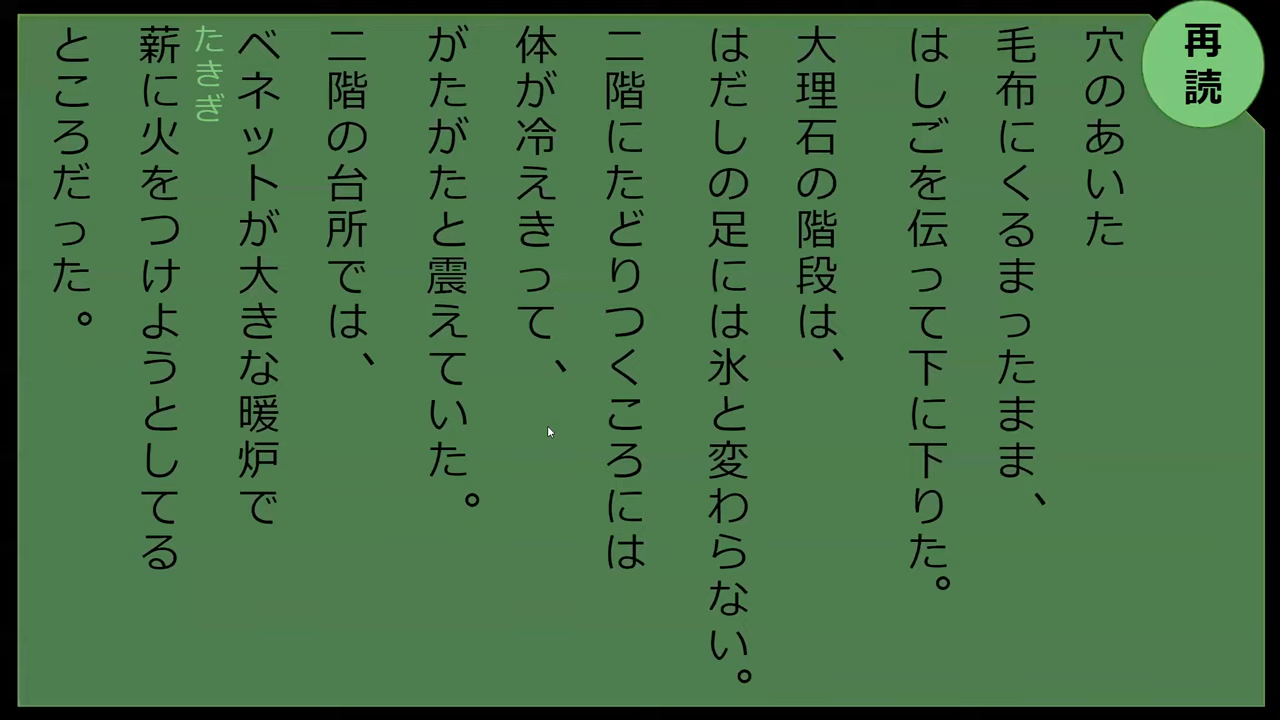 再読
穴のあいた
毛布にくるまったまま、
はしごを伝って下に下りた。
大理石の階段は、
はだしの足には氷と変わらない。
二階にたどりつくころには
体が冷えきって、
がたがたと震えていた。
二階の台所では、
ベネットが大きな暖炉で
たきぎ
薪に火をつけようとしてる
ところだった。